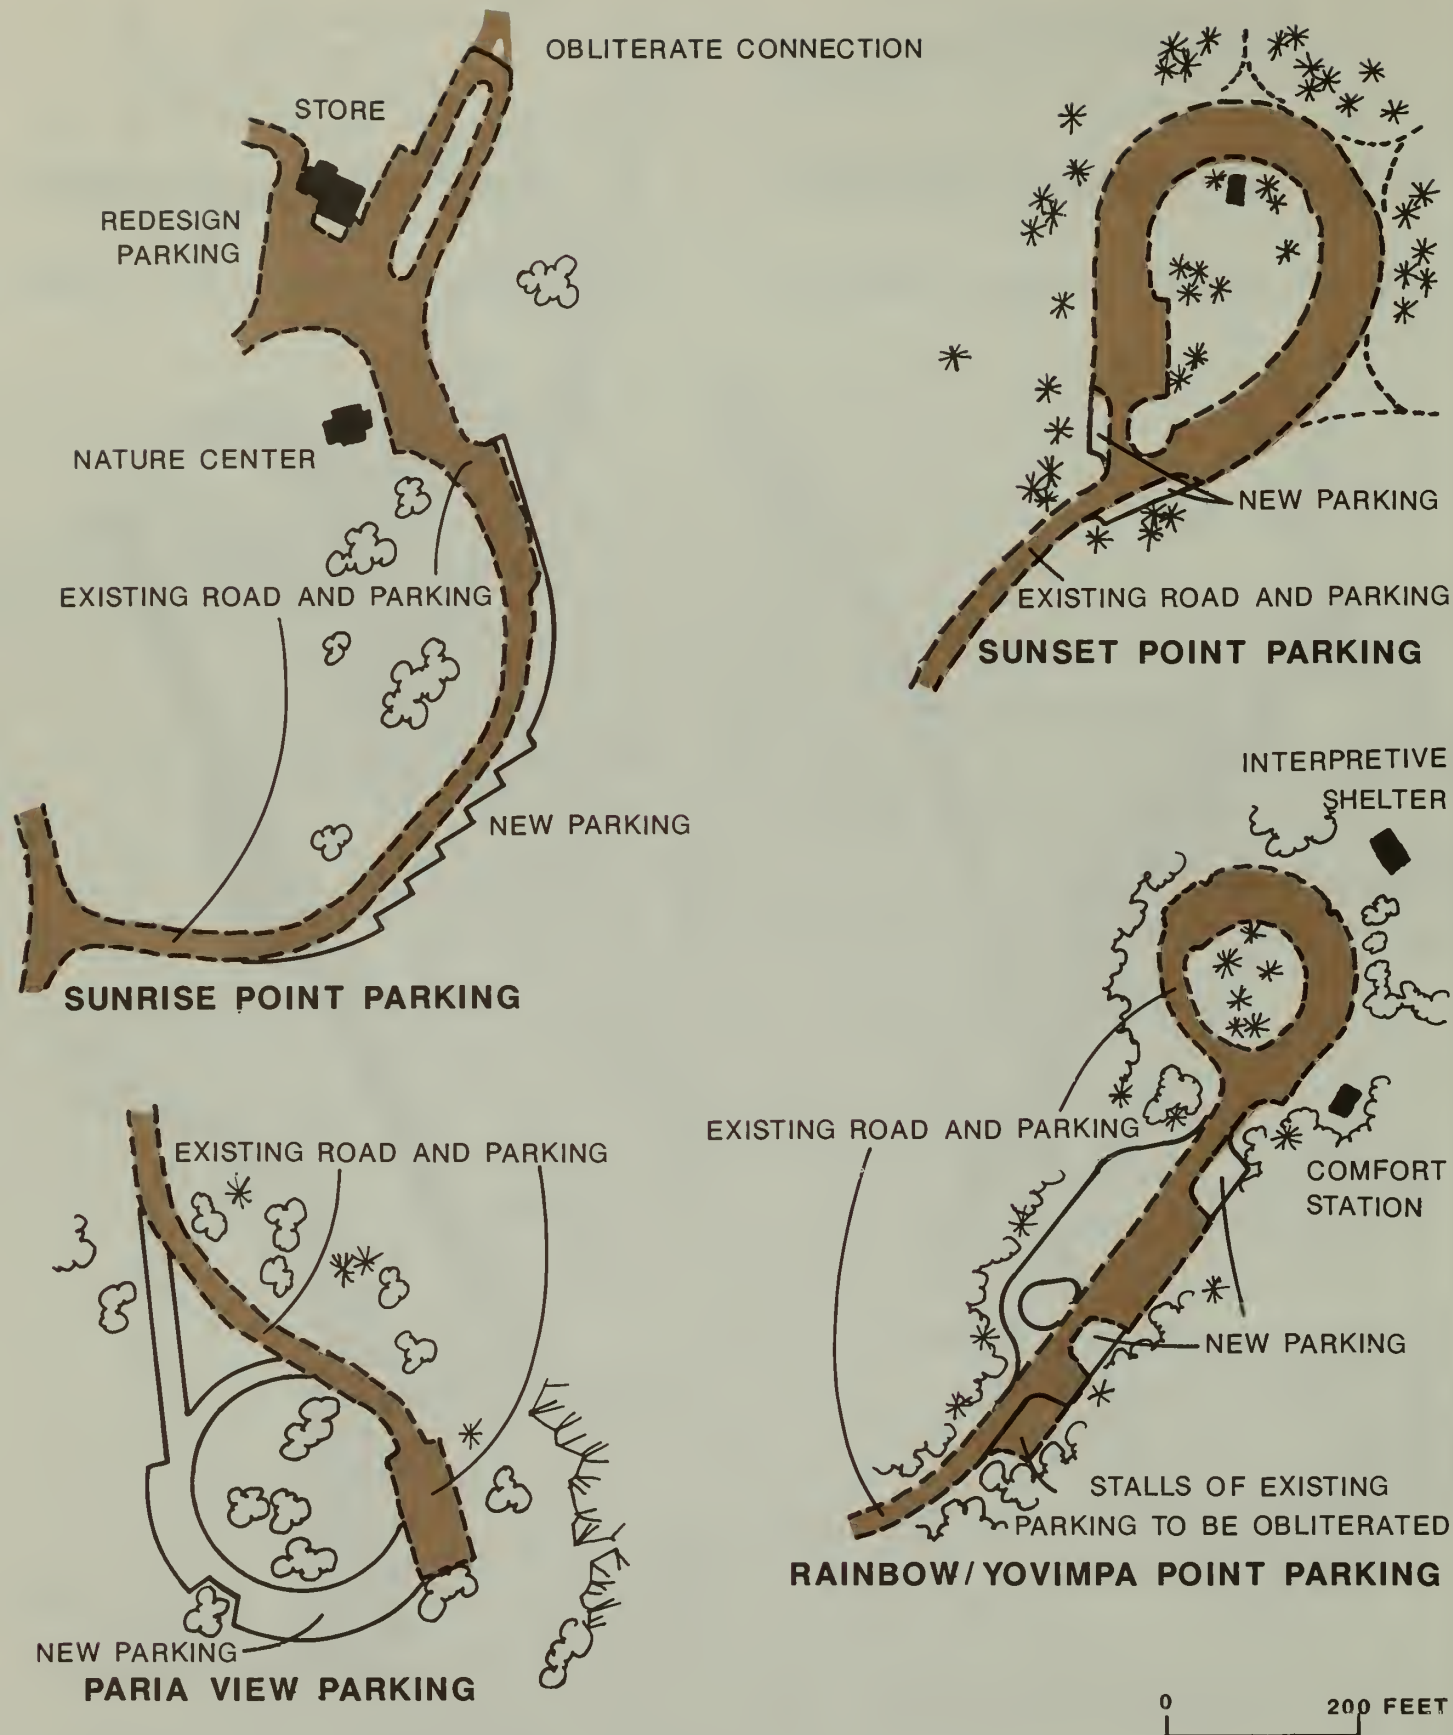 OBLITERATE CONNECTION
STORE
REDESIGN
PARKING
NATURE CENTER
EXISTING ROAD AND PARKING
NEW PARKING
SUNRISE POINT PARKING
NEW PARKING
EXISTING ROAD AND PARKING
SUNSET POINT PARKING
EXISTING ROAD AND PARKING
NEW PARKING
PARIA VIEW PARKING
INTERPRETIVE
SHELTER
EXISTING ROAD AND PARKING
COMFORT
STATION
NEW PARKING
STALLS OF EXISTING
PARKING TO BE OBLITERATED
RAINBOW/YOVIMPA POINT PARKING
0 200 FEET